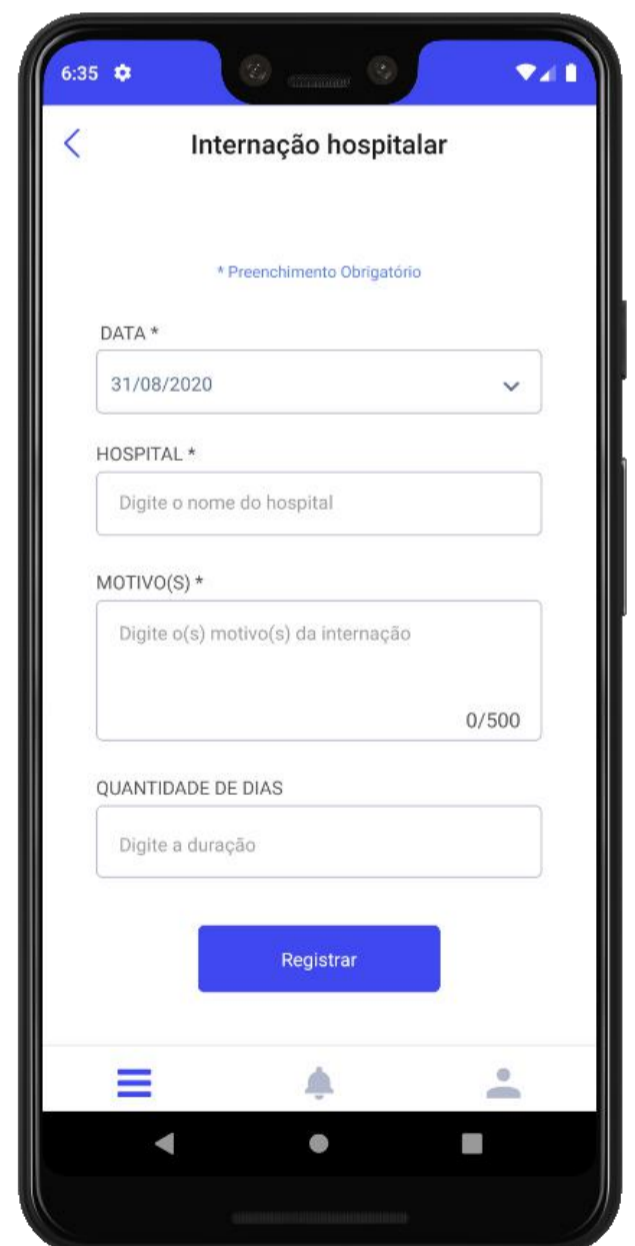 6:35
Internação hospitalar
* Preenchimento Obrigatório
DATA *
31/08/2020
HOSPITAL *
Digite o nome do hospital
MOTIVO(S) *
Digite o(s) motivo(s) da internação
0/500
QUANTIDADE DE DIAS
Digite a duração
Registrar